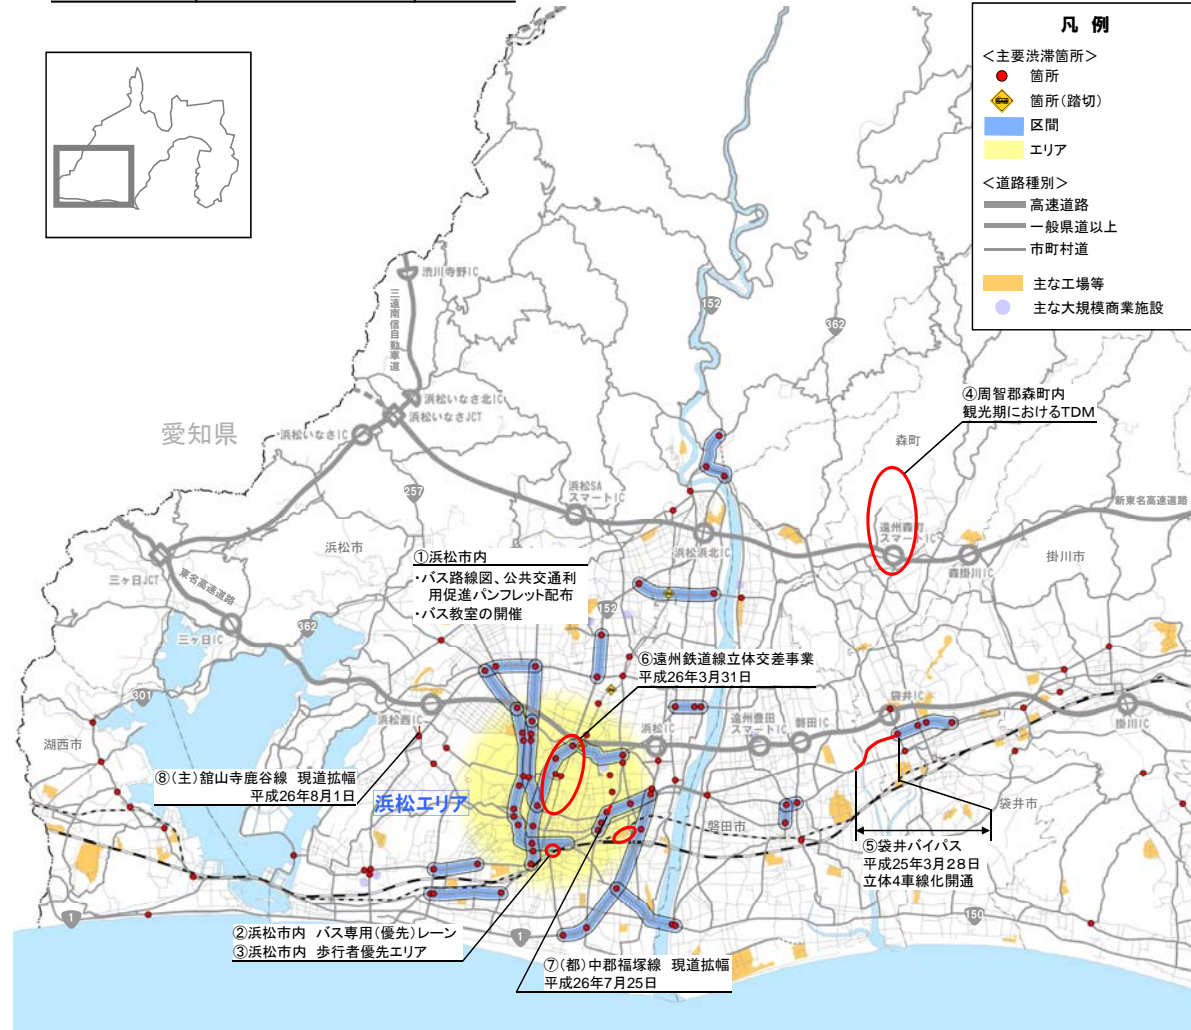 凡 例
<主要渋滞箇所>
箇所
箇所(踏切)
区間
エリア
<道路種別>
高速道路
一般県道以上
市町村道
主な工場等
主な大規模商業施設
渋川寺野IC
三遠南信自動車道
152
362
浜松いなさ北IC
浜松いなさJCT
④周智郡森町内
観光期におけるTDM
愛知県
浜松いなさIC
森町
257
浜松SA
スマートIC
新東名高速道路
遠州森町
スマートIC
浜松市
浜松浜北IC
掛川市
①浜松市内
三ヶ日JCT
東名高速道路
森掛川IC
・バス路線図、公共交通利
用促進パンフレット配布
・バス教室の開催
152
362
三ヶ日IC
⑥遠州鉄道線立体交差事業
平成26年3月31日
301
浜松西IC
袋井IC
遠州豊田
スマートIC
磐田IC
浜松IC
掛川IC
湖西市
⑧(主)舘山寺鹿谷線 現道拡幅
平成26年8月1日
浜松エリア
袋井市
磐田市
⑤袋井バイパス
平成25年3月28日
立体4車線化開通
1
150
②浜松市内 バス専用(優先)レーン
1
③浜松市内 歩行者優先エリア
⑦(都)中郡福塚線 現道拡幅
平成26年7月25日